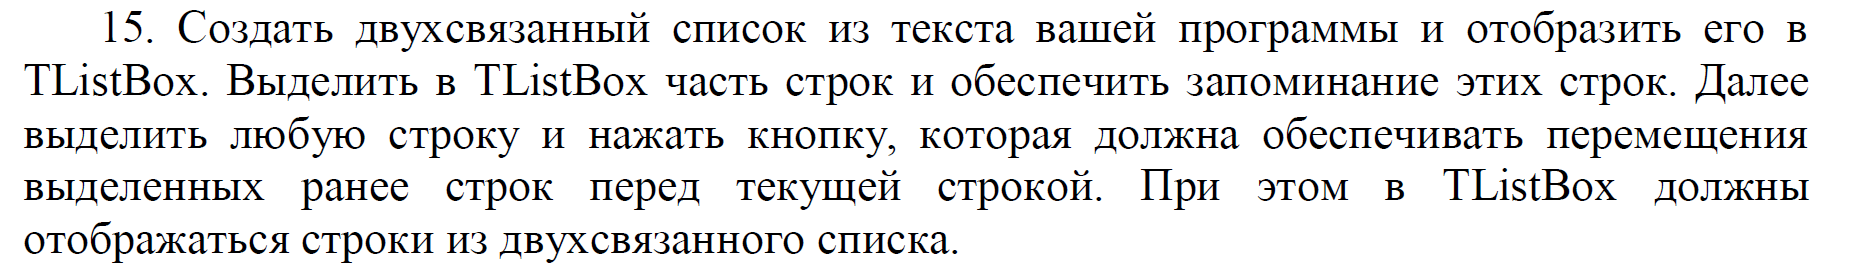 15. Создать двухсвязанный список из текста вашей программы и отобразить его в
TListBox. Выделить в TListBox часть строк и обеспечить запоминание этих строк. Далее
выделить любую строку и нажать кнопку, которая должна обеспечивать перемещения
выделенных ранее строк перед текущей строкой. При этом в TListBox должны
отображаться строки из двухсвязанного списка.